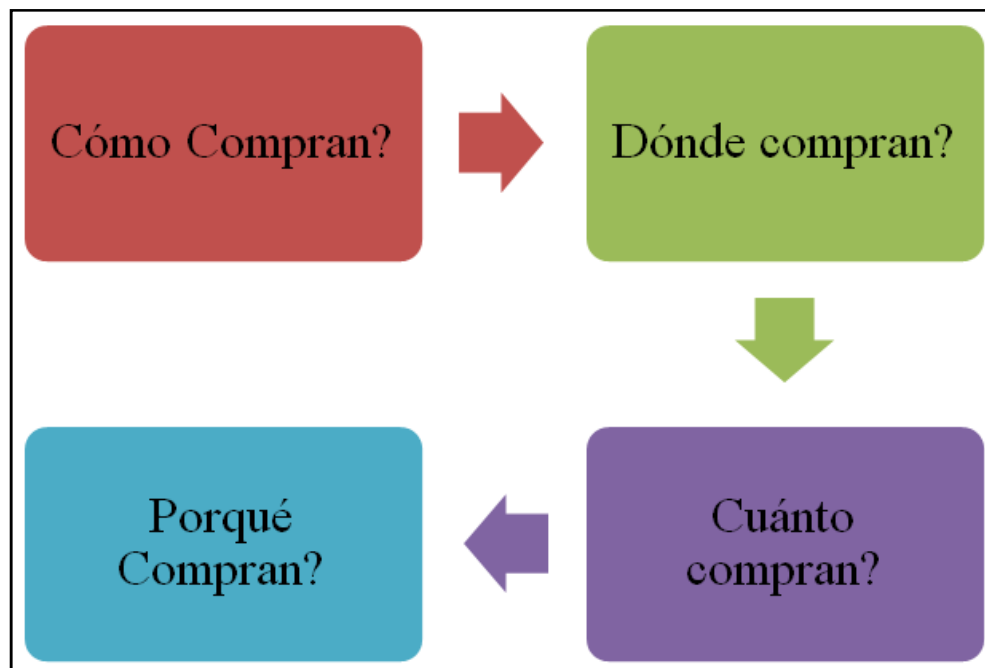 Cómo Compran?
Dónde compran?
Cuánto
compran?
Porqué
Compran?